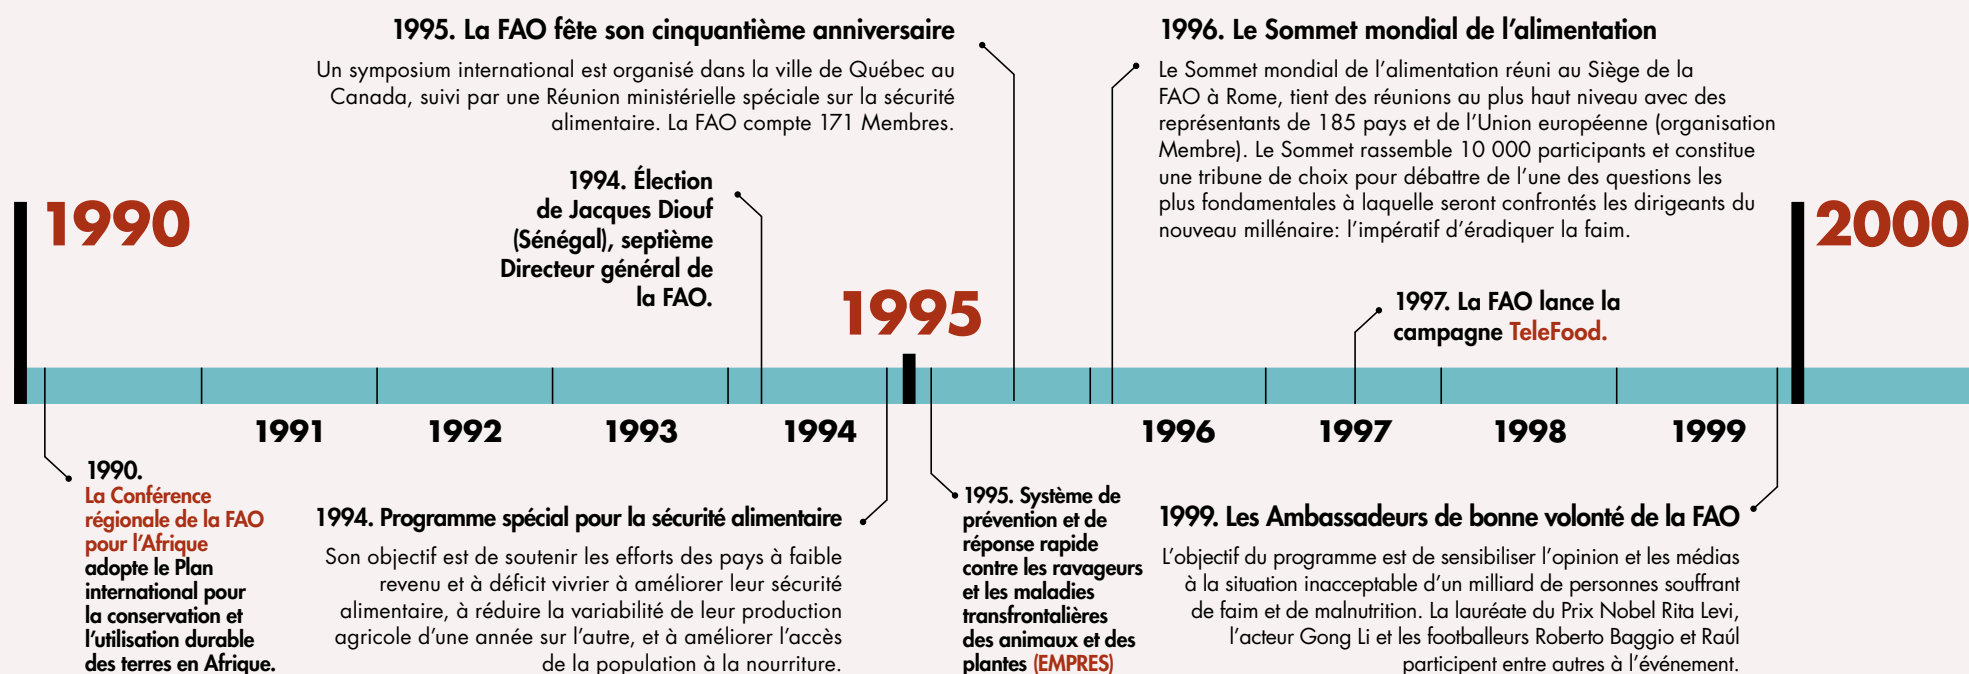 1995. La FAO fête son cinquantième anniversaire
Un symposium international est organisé dans la ville de Québec au
Canada, suivi par une Réunion ministérielle spéciale sur la sécurité
alimentaire. La FAO compte 171 Membres.
1996. Le Sommet mondial de l’alimentation
Le Sommet mondial de l’alimentation réuni au Siège de la
FAO à Rome, tient des réunions au plus haut niveau avec des
représentants de 185 pays et de l’Union européenne (organisation
Membre). Le Sommet rassemble 10 000 participants et constitue
une tribune de choix pour débattre de l’une des questions les
plus fondamentales à laquelle seront confrontés les dirigeants du
nouveau millénaire: l’impératif d’éradiquer la faim.
1994. Élection
de Jacques Diouf
(Sénégal), septième
Directeur général de
la FAO.
1990
1995
2000
1997. La FAO lance la
campagne TeleFood.
1991
1992
1993
1994
1996
1997
1998
1999
1990.
La Conférence
régionale de la FAO
pour l’Afrique
adopte le Plan
international pour
la conservation et
l’utilisation durable
des terres en Afrique.
1994. Programme spécial pour la sécurité alimentaire
Son objectif est de soutenir les efforts des pays à faible
revenu et à déficit vivrier à améliorer leur sécurité
alimentaire, à réduire la variabilité de leur production
agricole d’une année sur l’autre, et à améliorer l’accès
de la population à la nourriture.
1995. Système de
prévention et de
réponse rapide
contre les ravageurs
et les maladies
transfrontalières
des animaux et des
plantes (EMPRES)
1999. Les Ambassadeurs de bonne volonté de la FAO
L’objectif du programme est de sensibiliser l’opinion et les médias
à la situation inacceptable d’un milliard de personnes souffrant
de faim et de malnutrition. La lauréate du Prix Nobel Rita Levi,
l’acteur Gong Li et les footballeurs Roberto Baggio et Raúl
participent entre autres à l’événement.